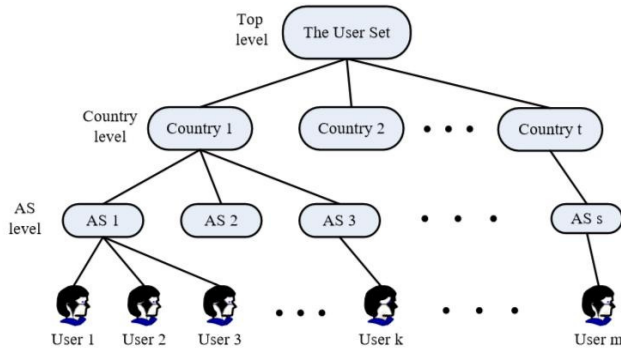 Top
level
The User Set
Country
level
Country 1
Country 2
Country t
AS
level
AS 1
AS 2
AS 3
AS s
User 1
User 2
User 3
User k
User m